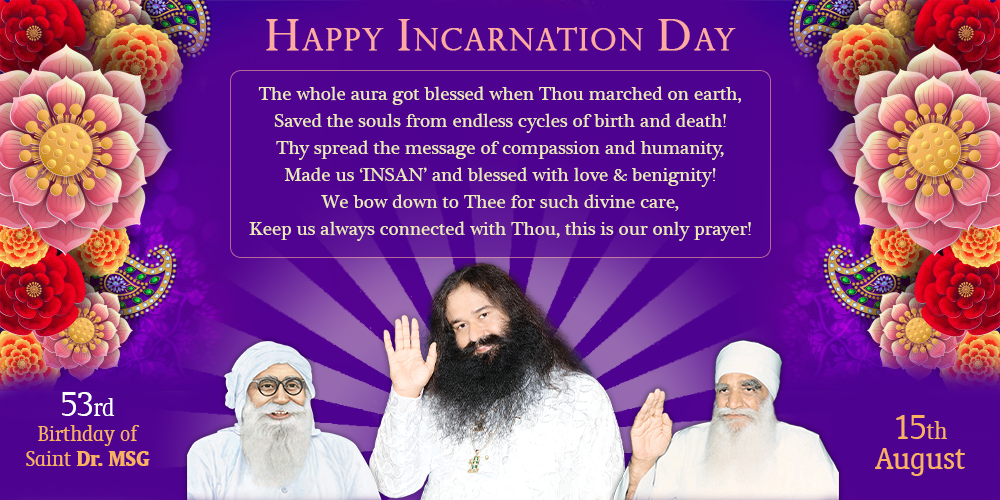 Happy Incarnation Day
The whole aura got blessed when Thou marched on earth,
Saved the souls from endless cycles of birth and death!
Thy spread the message of compassion and humanity,
Made us ‘INSAN’ and blessed with love & benignity!
We bow down to Thee for such divine care,
Keep us always connected with Thou, this is our only prayer!
53rd
Birthday of
Saint Dr. MSG
15th
August